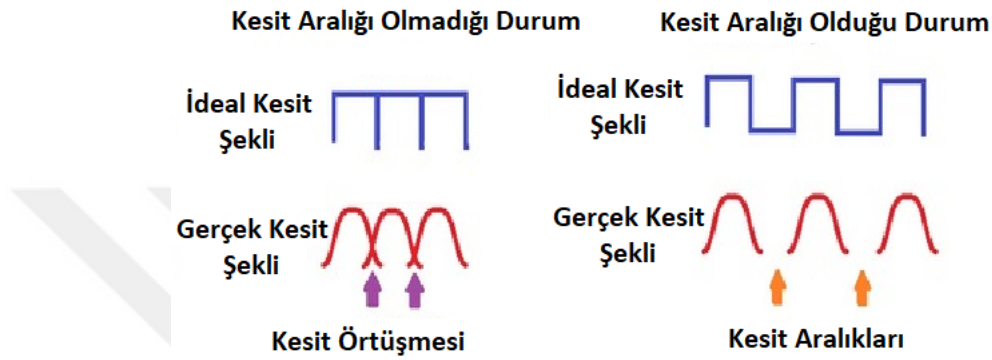 Kesit Aralığı Olmadığı Durum
Kesit Aralığı Olduğu Durum
İdeal Kesit
Şekli
İdeal Kesit
Şekli
Gerçek Kesit
Şekli
Gerçek Kesit
Şekli
Kesit Örtüşmesi
Kesit Aralıkları